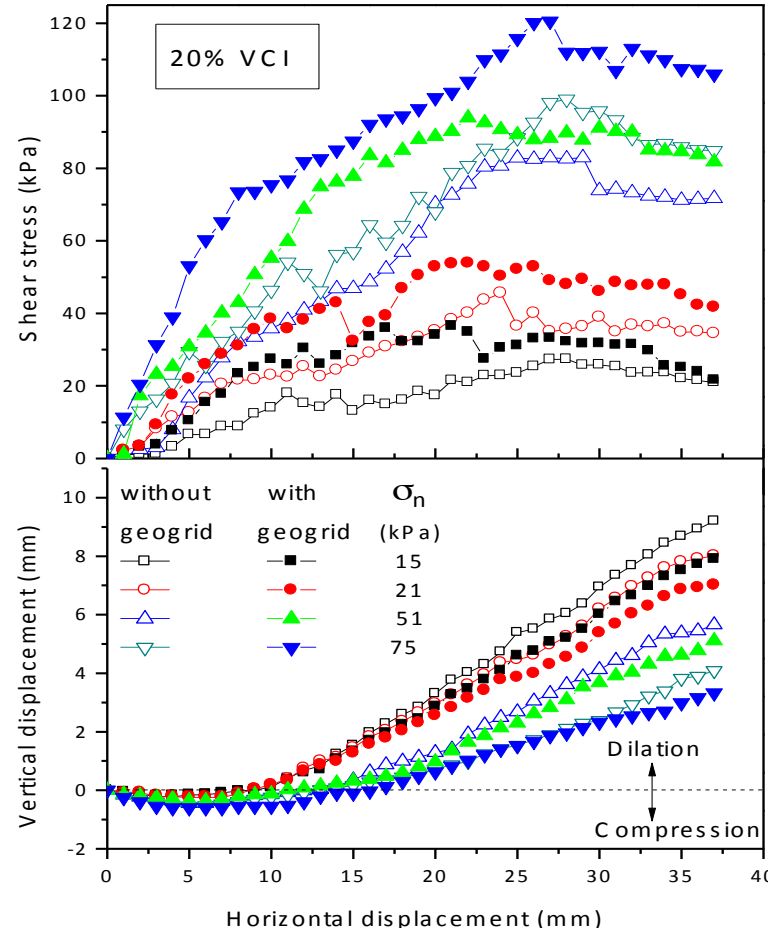 120
100
80
60
40
20
0
Shear stress (kPa)
20% VCI
10
8
6
4
2
0
-2
Vertical displacement (mm)
without with σn
geogrid geogrid (kPa)
15
21
51
75
Dilation
Compression
0 5 10 15 20 25 30 35 40
Horizontal displacement (mm)